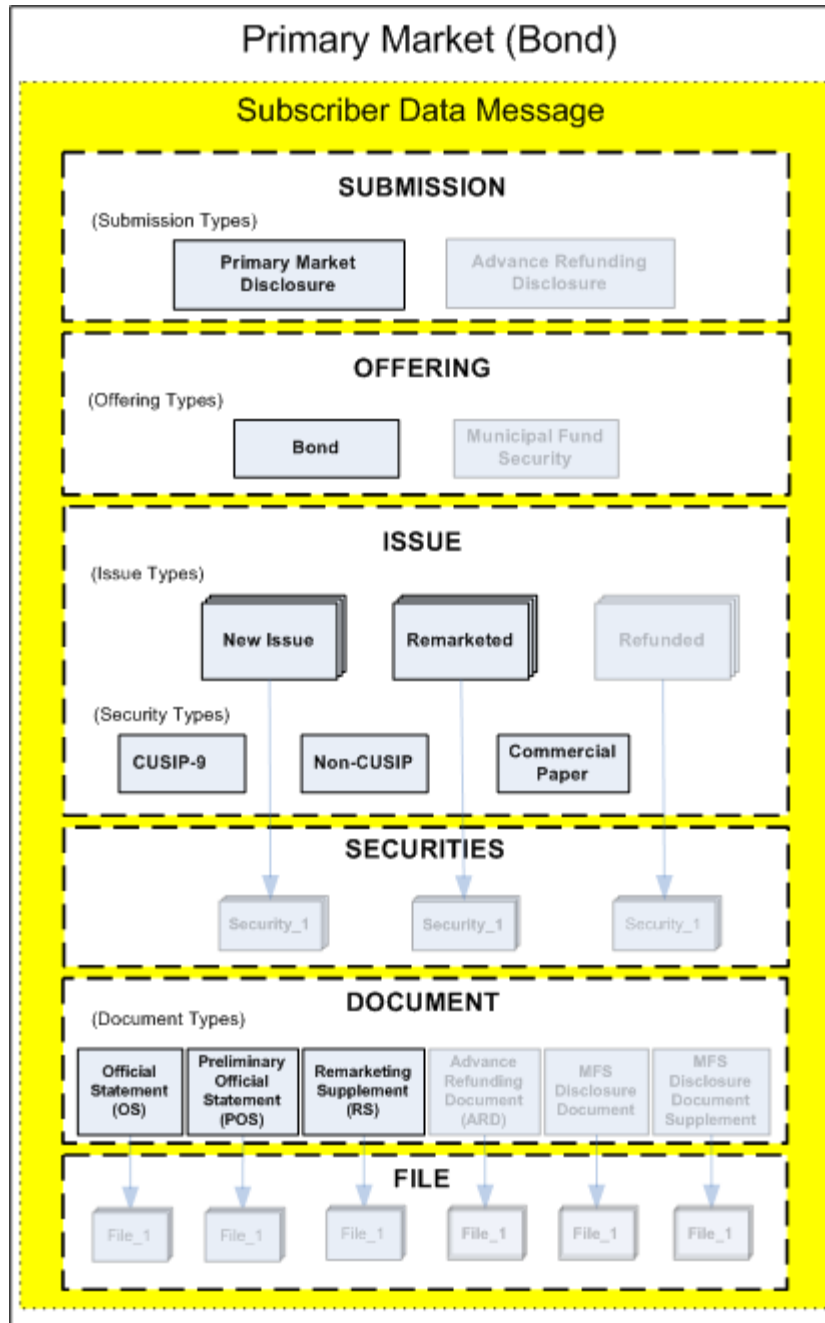 Primary Market (Bond)
Subscriber Data Message
SUBMISSION
(Submission Types)
Primary Market
Disclosure
Advance Refunding
Disclosure
OFFERING
(Offering Types)
Bond
Municipal Fund
Security
ISSUE
(Issue Types)
New Issue
Remarketed
Refunded
(Security Types)
CUSIP-9
Non-CUSIP
Commercial
Paper
SECURITIES
Security_1
Security_1
Security_1
DOCUMENT
(Document Types)
Official
Statement
(OS)
Preliminary
Official
Statement
(POS)
Remarketing
Supplement
(RS)
Advance
Refunding
Document
(ARD)
MFS
Disclosure
Document
MFS
Disclosure
Document
Supplement
FILE
File_1
File_1
File_1
File_1
File_1
File_1